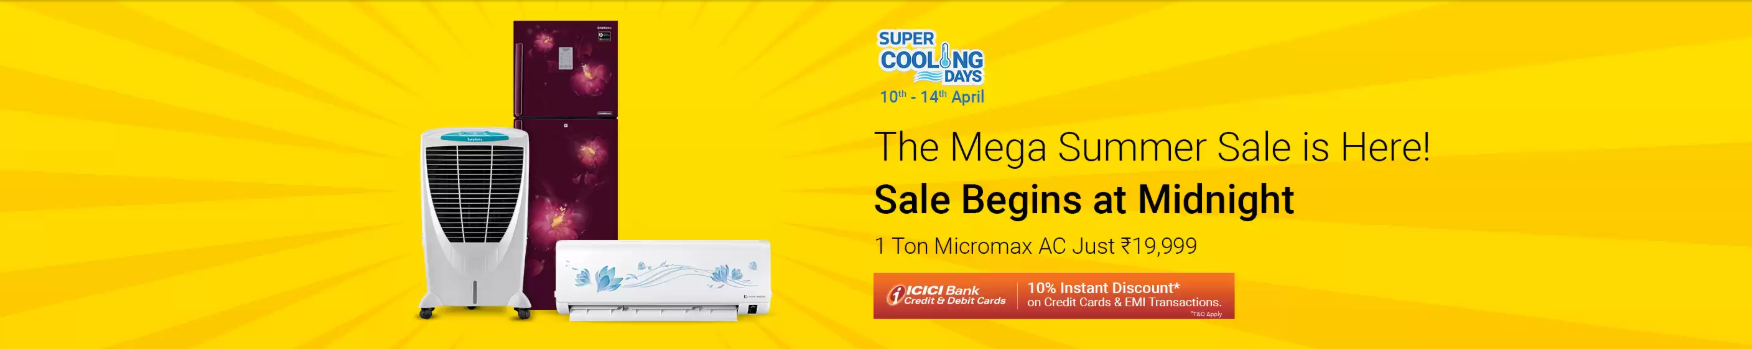 SUPER
COOLING
DAYS
10th - 14th April
The Mega Summer Sale is Here!
Sale Begins at Midnight
1 Ton Micromax AC Just ₹19,999
ICICI Bank
Credit & Debit Cards
10% Instant Discount*
on Credit Cards & EMI Transactions.
*T&C Apply